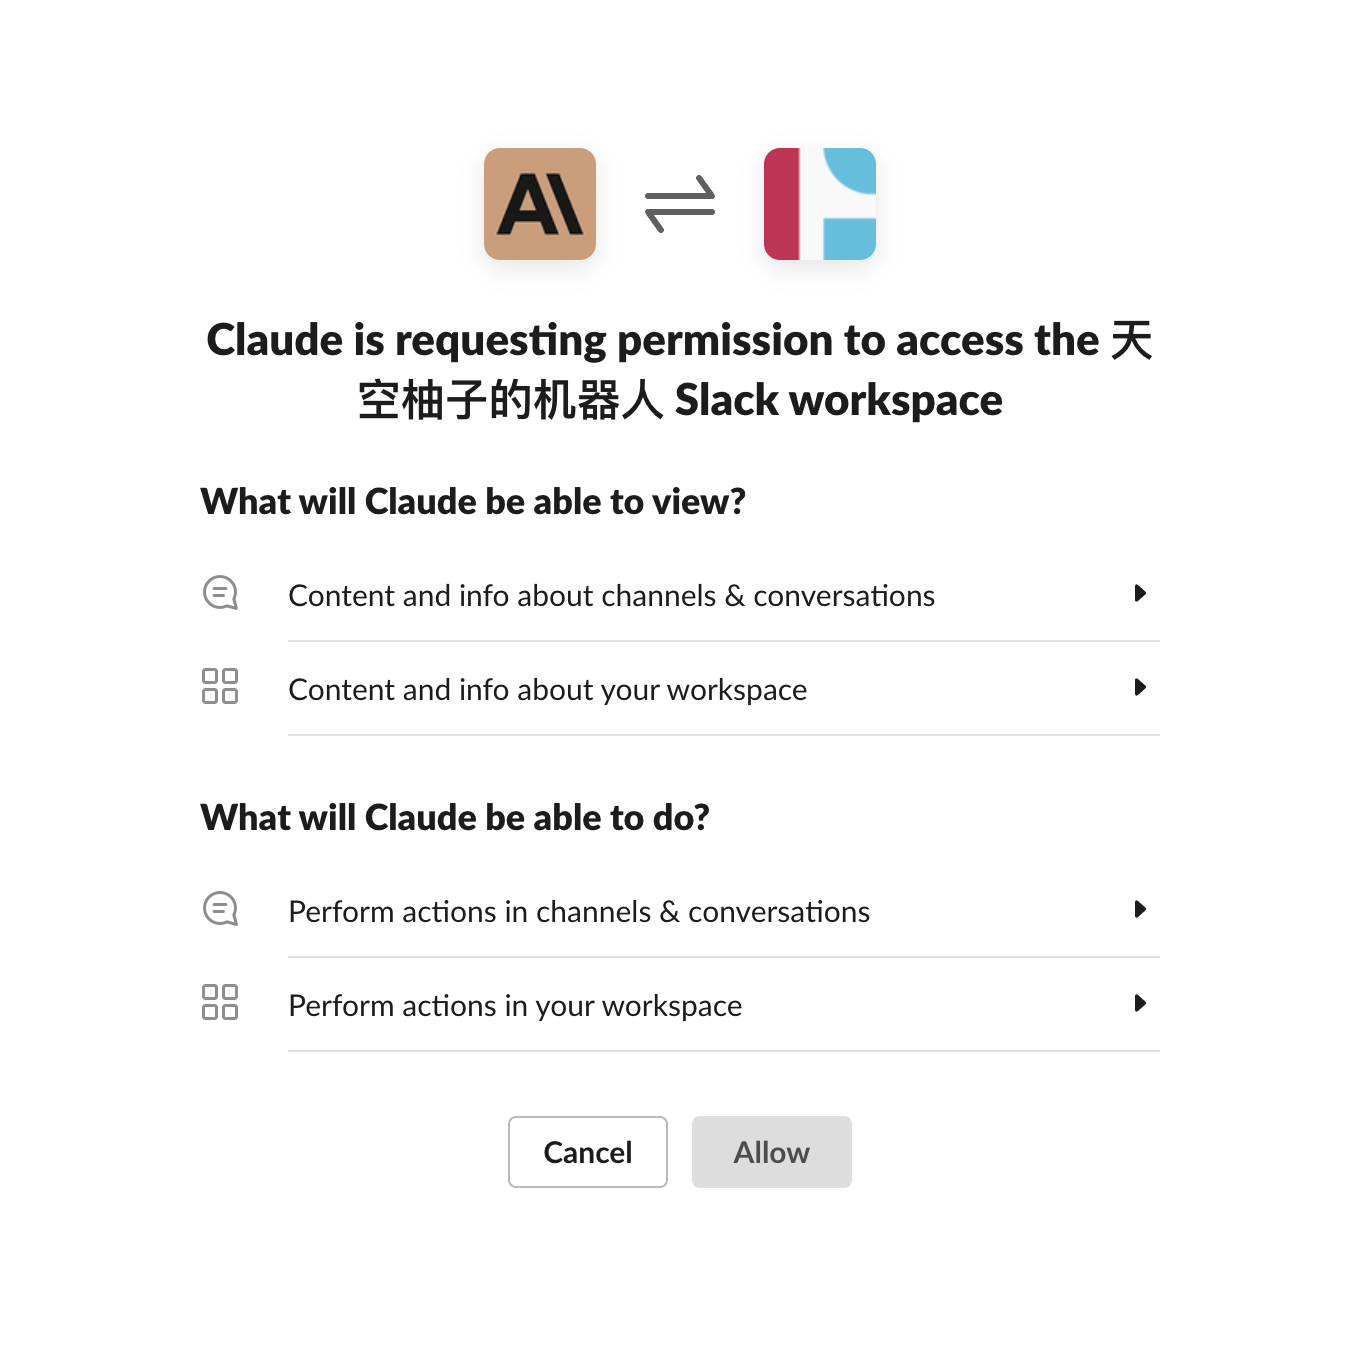 A\
Claude is requesting permission to access the 天
空柚子的机器人 Slack workspace
What will Claude be able to view?
Content and info about channels & conversations
Content and info about your workspace
What will Claude be able to do?
Perform actions in channels & conversations
Perform actions in your workspace
Cancel
Allow